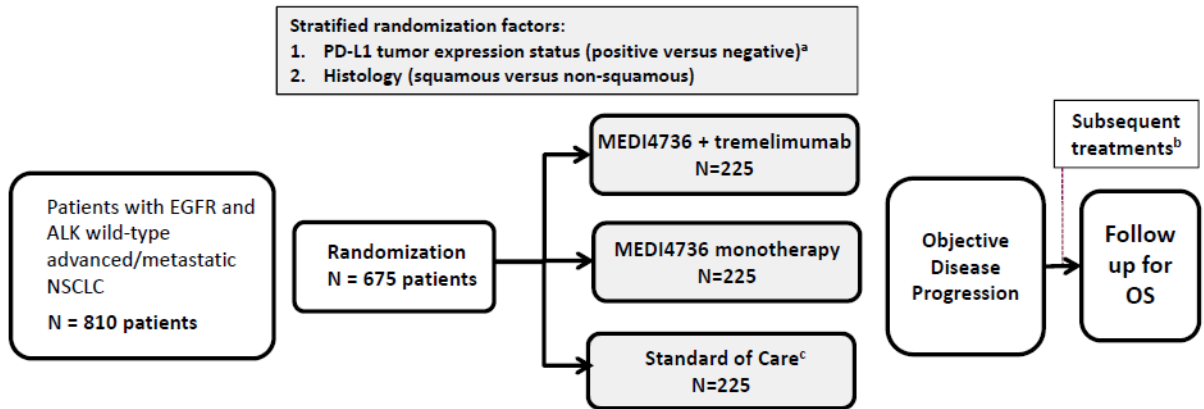 Stratified randomization factors:
1. PD-L1 tumor expression status (positive versus negative)ᵃ
2. Histology (squamous versus non-squamous)
Patients with EGFR and
ALK wild-type
advanced/metastatic
NSCLC
N = 810 patients
Randomization
N = 675 patients
MEDI4736 + tremelimumab
N=225
MEDI4736 monotherapy
N=225
Standard of Careᶜ
N=225
Objective
Disease
Progression
Subsequent
treatmentsᵇ
Follow
up for
OS